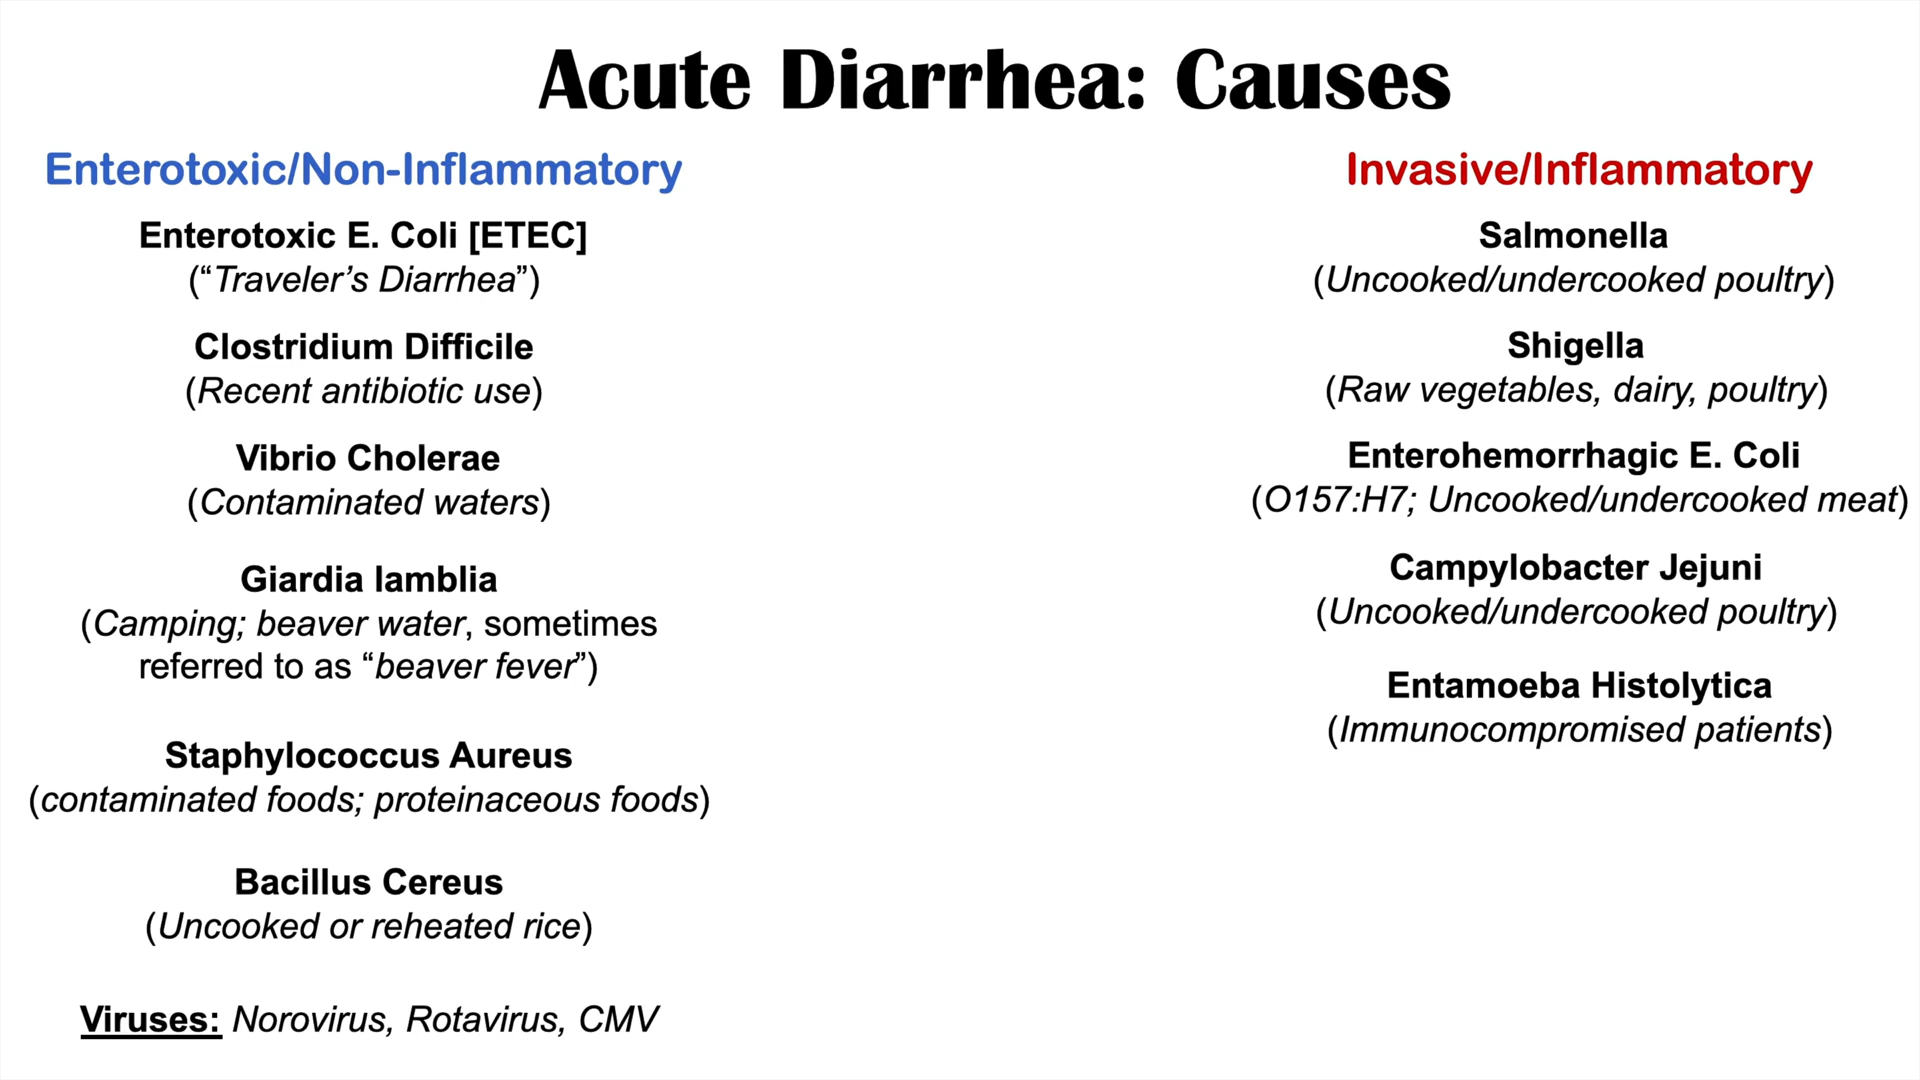 Acute Diarrhea: Causes
Enterotoxic/Non-Inflammatory
Enterotoxic E. Coli [ETEC]
(“Traveler’s Diarrhea”)
Clostridium Difficile
(Recent antibiotic use)
Vibrio Cholerae
(Contaminated waters)
Giardia lamblia
(Camping; beaver water, sometimes
referred to as “beaver fever”)
Staphylococcus Aureus
(contaminated foods; proteinaceous foods)
Bacillus Cereus
(Uncooked or reheated rice)
Viruses: Norovirus, Rotavirus, CMV
Invasive/Inflammatory
Salmonella
(Uncooked/undercooked poultry)
Shigella
(Raw vegetables, dairy, poultry)
Enterohemorrhagic E. Coli
(O157:H7; Uncooked/undercooked meat)
Campylobacter Jejuni
(Uncooked/undercooked poultry)
Entamoeba Histolytica
(Immunocompromised patients)